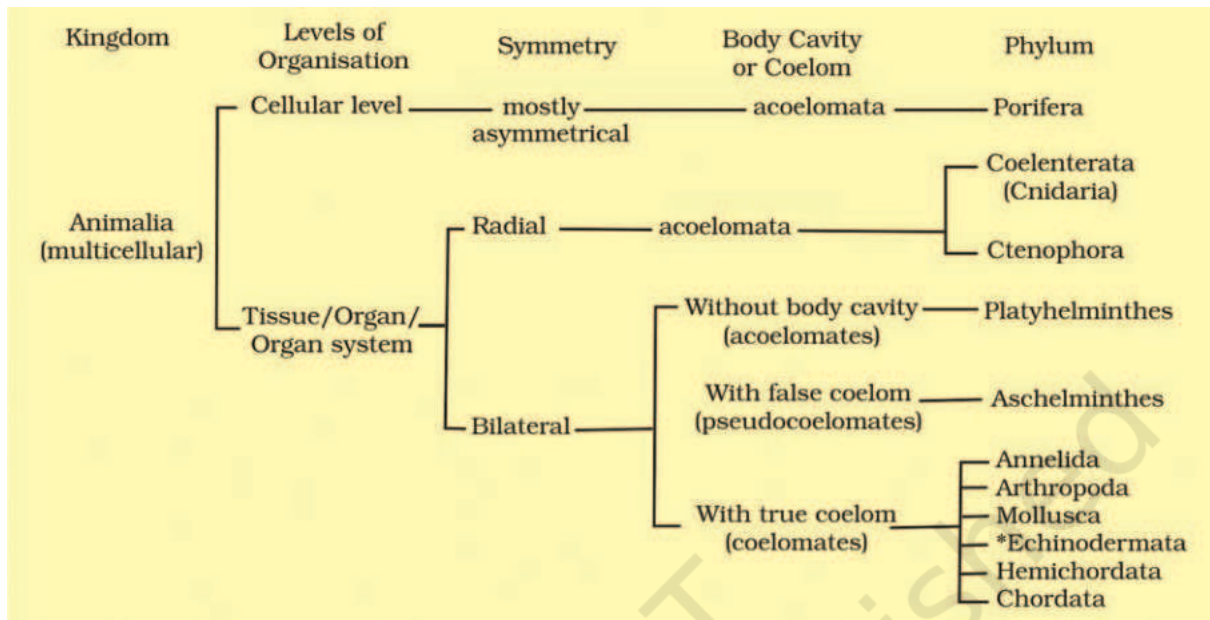 Kingdom
Levels of
Organisation
Symmetry
Body Cavity
or Coelom
Phylum
Cellular level
mostly
asymmetrical
acoelomata
Porifera
Animalia
(multicellular)
Radial
acoelomata
Coelenterata
(Cnidaria)
Ctenophora
Tissue/Organ/
Organ system
Bilateral
Without body cavity
(acoelomates)
Platyhelminthes
With false coelom
(pseudocoelomates)
Aschelminthes
With true coelom
(coelomates)
Annelida
Arthropoda
Mollusca
*Echinodermata
Hemichordata
Chordata